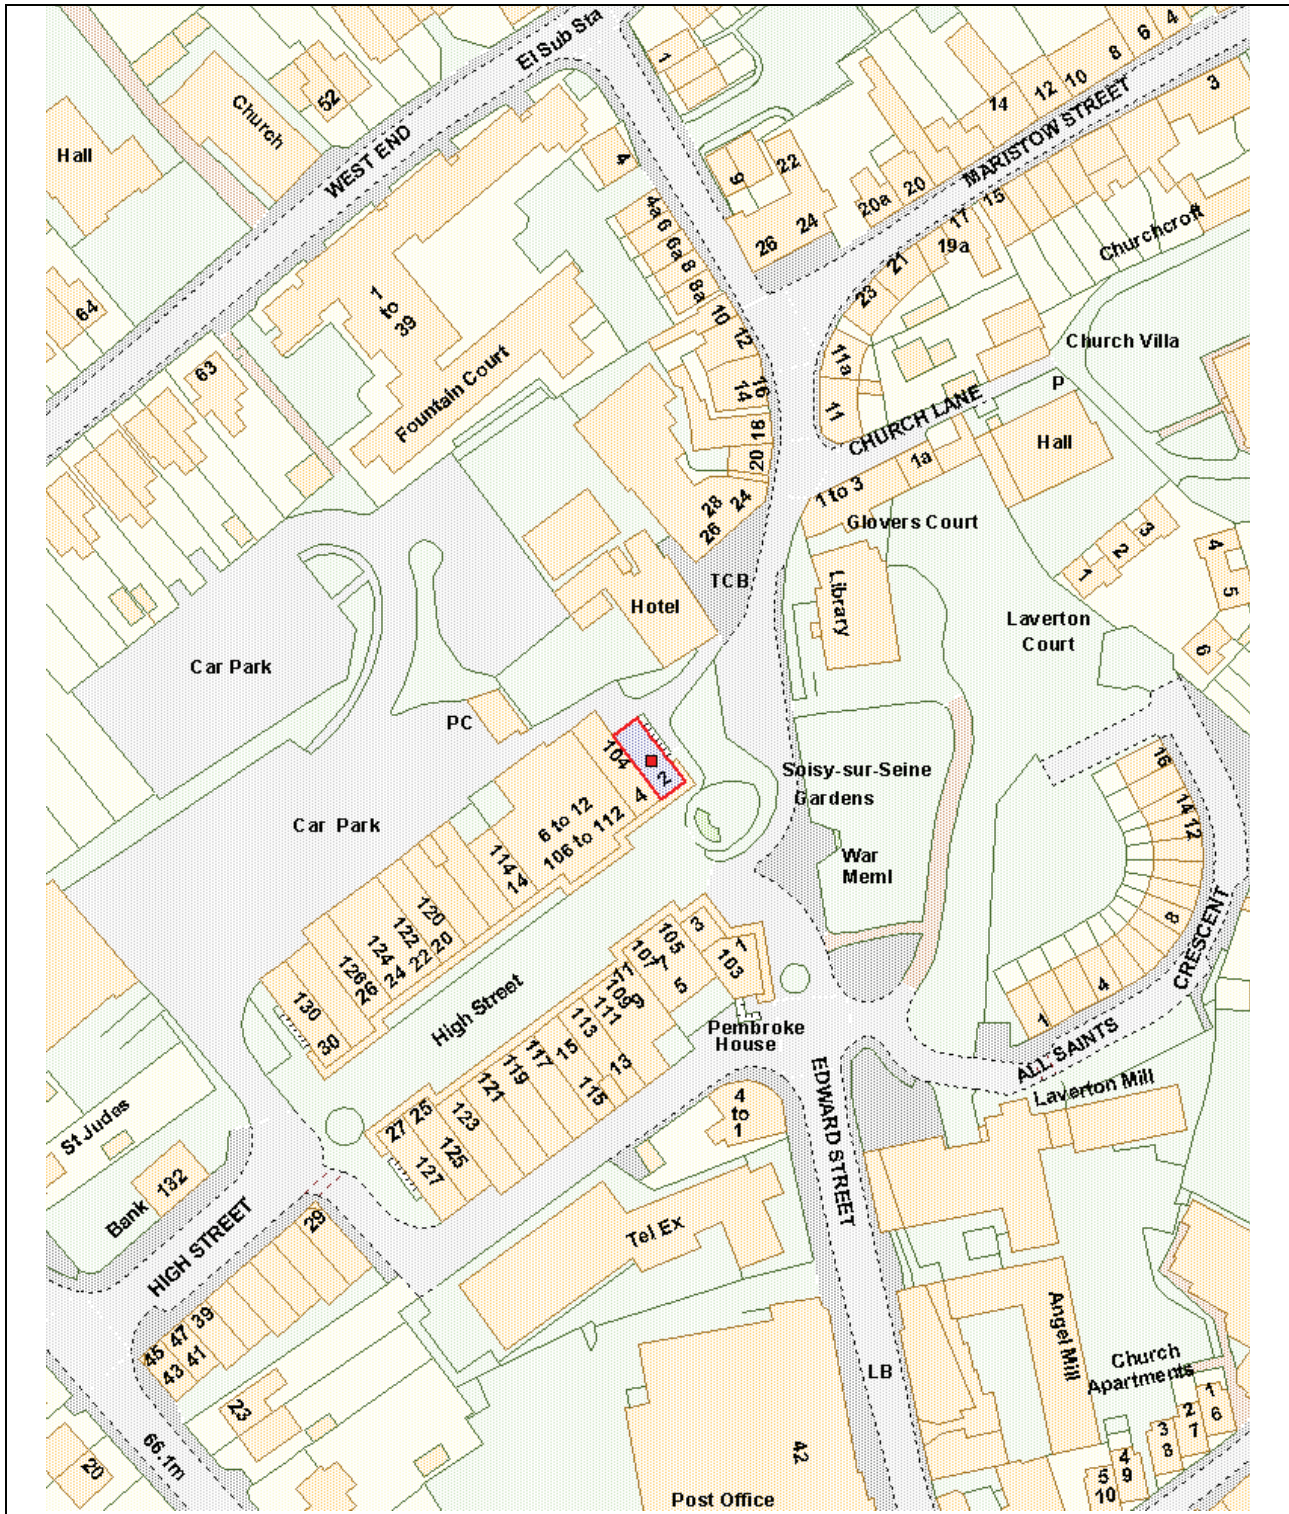 El Sub Sta
1
4
6
8
10
12
14
3
MARISTOW STREET
52
Church
Hall
WEST END
4
9
22
20
20a
24
26
15
17
19a
21
23
Churchcroft
4a
6
6a
8
8a
10
12
64
1
to
39
63
Fountain Court
16
14
18
20
11a
11
Church Villa
P
CHURCH LANE
Hall
1a
1 to 3
Glovers Court
28
24
26
TCB
Hotel
Library
3
2
1
4
5
6
Laverton
Court
Car Park
PC
104
2
4
Soisy-sur-Seine
Gardens
War
Meml
16
14
12
8
4
1
CRESCENT
ALL SAINTS
Car Park
6 to 12
106 to 112
114
14
120
122
124
126
20
22
24
26
130
30
High Street
3
1
105
103
107
7
5
11
109
9
111
113
13
15
115
117
119
121
123
125
127
25
27
Pembroke
House
EDWARD STREET
Laverton Mill
4
to
1
St Judes
132
Bank
HIGH STREET
29
Tel Ex
39
47
45
41
43
23
66.1m
20
Angel Mill
LB
Church
Apartments
1
6
2
7
3
8
4
9
5
10
42
Post Office